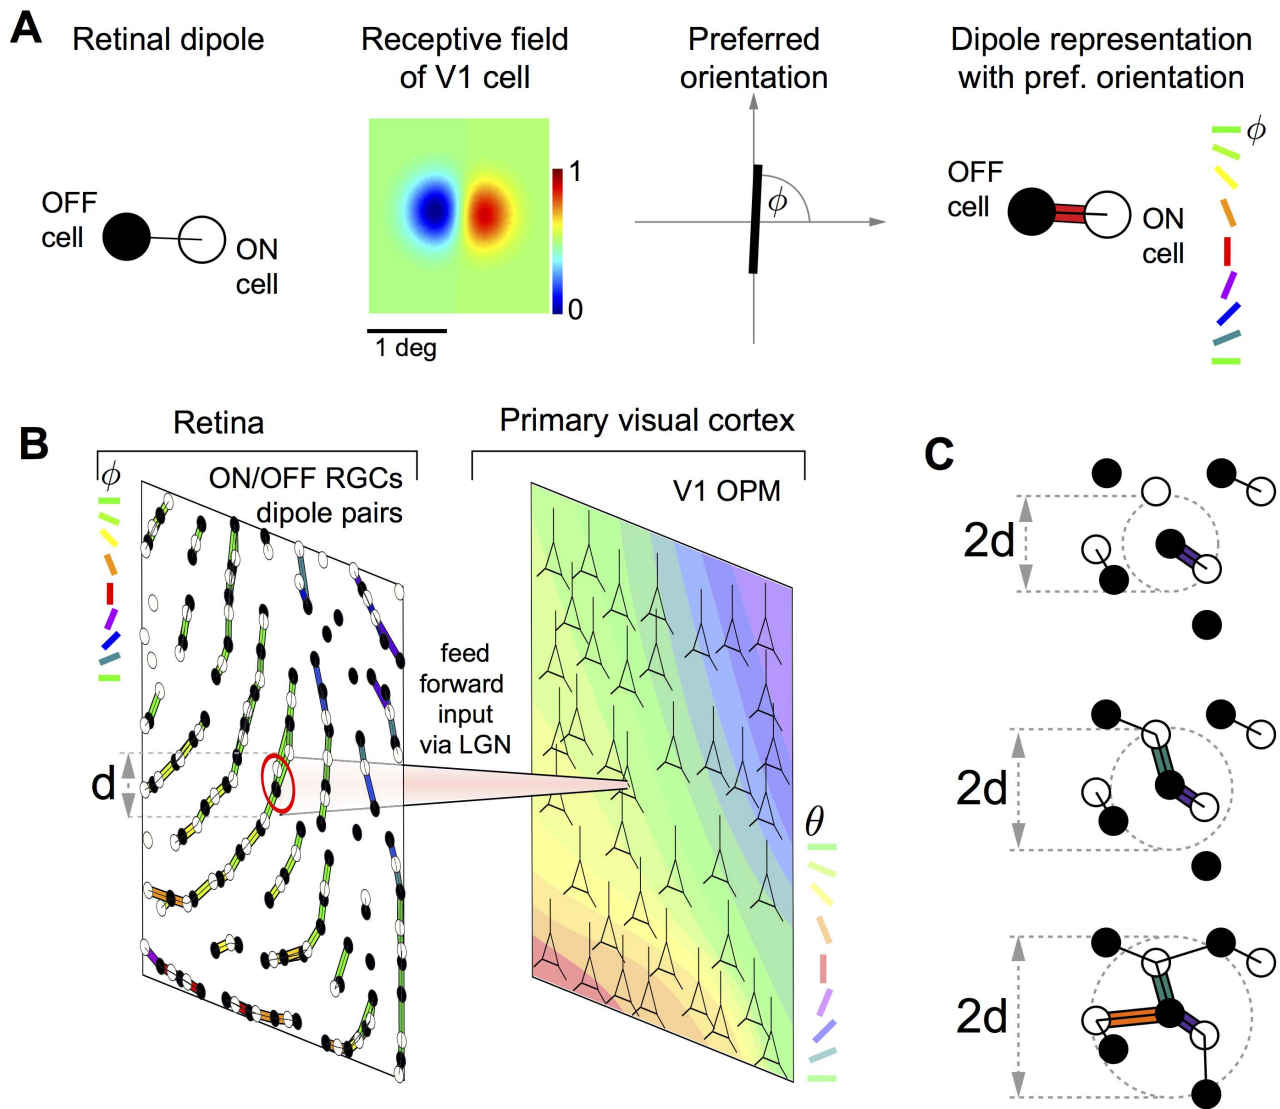 A
Retinal dipole
Receptive field
of V1 cell
Preferred
orientation
Dipole representation
with pref. orientation
OFF
cell
ON
cell
1
0
1 deg
ϕ
OFF
cell
ON
cell
ϕ
B
Retina
Primary visual cortex
ϕ
ON/OFF RGCs
dipole pairs
V1 OPM
feed
forward
input
via LGN
d
θ
C
2d
2d
2d